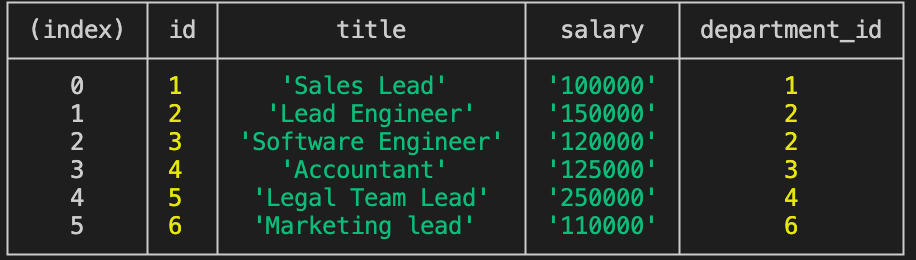 (index) id title salary department_id
0 1 'Sales Lead' '100000' 1
1 2 'Lead Engineer' '150000' 2
2 3 'Software Engineer' '120000' 2
3 4 'Accountant' '125000' 3
4 5 'Legal Team Lead' '250000' 4
5 6 'Marketing lead' '110000' 6